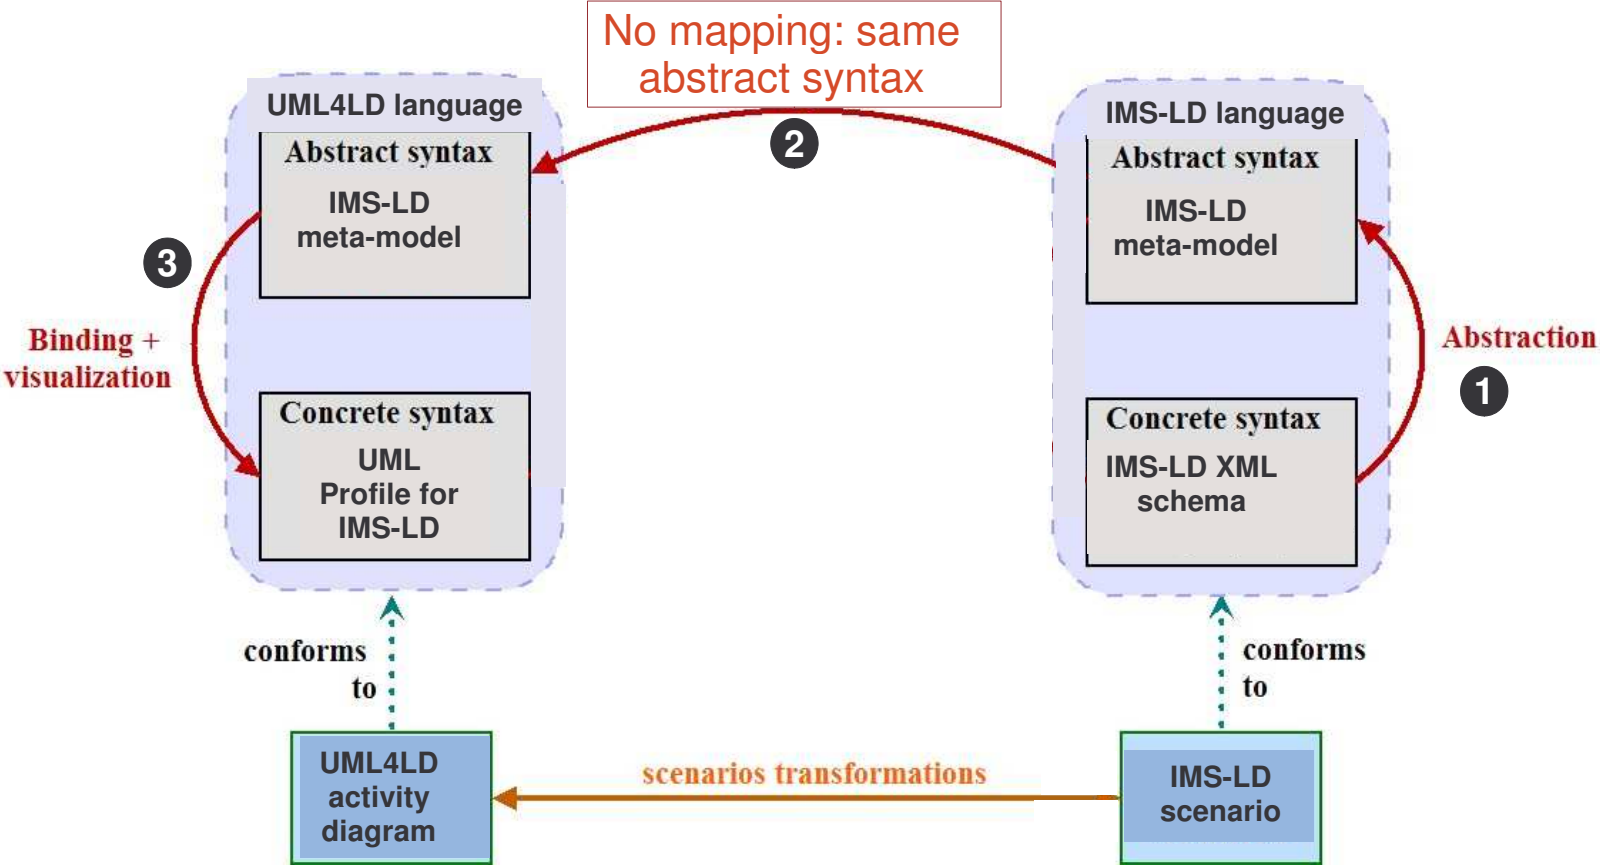 No mapping: same
abstract syntax
2
UML4LD language
Abstract syntax
IMS-LD
meta-model
3
Binding +
visualization
Concrete syntax
UML
Profile for
IMS-LD
IMS-LD language
Abstract syntax
IMS-LD
meta-model
Abstraction
1
Concrete syntax
IMS-LD XML
schema
conforms
to
conforms
to
UML4LD
activity
diagram
scenarios transformations
IMS-LD
scenario